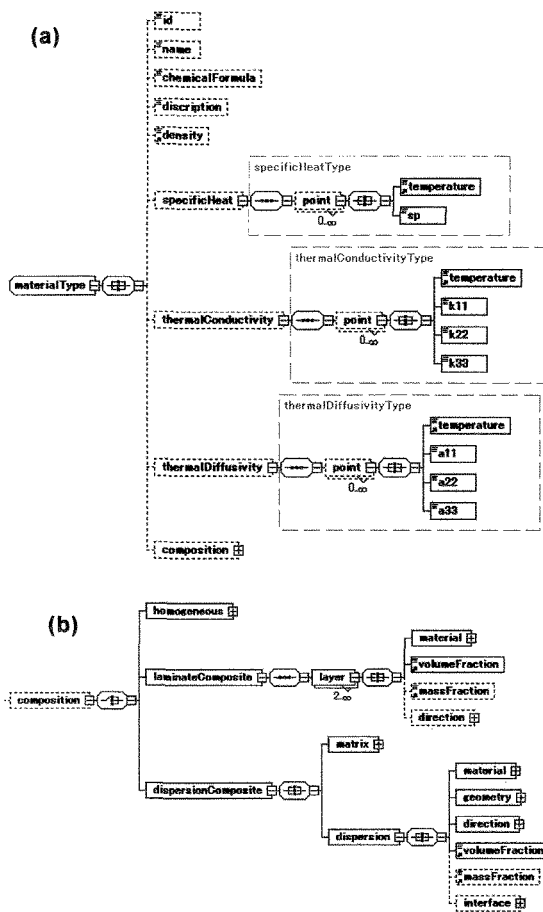 (a)
id
name
chemicalFormula
discription
density
specificHeatType
specificHeat
point
0..∞
temperature
sp
materialType
thermalConductivityType
thermalConductivity
point
0..∞
temperature
k11
k22
k33
thermalDiffusivityType
thermalDiffusivity
point
0..∞
temperature
a11
a22
a33
composition
(b)
composition
homogeneous
laminateComposite
layer
2..∞
material
volumeFraction
massFraction
direction
dispersionComposite
matrix
dispersion
material
geometry
direction
volumeFraction
massFraction
interface